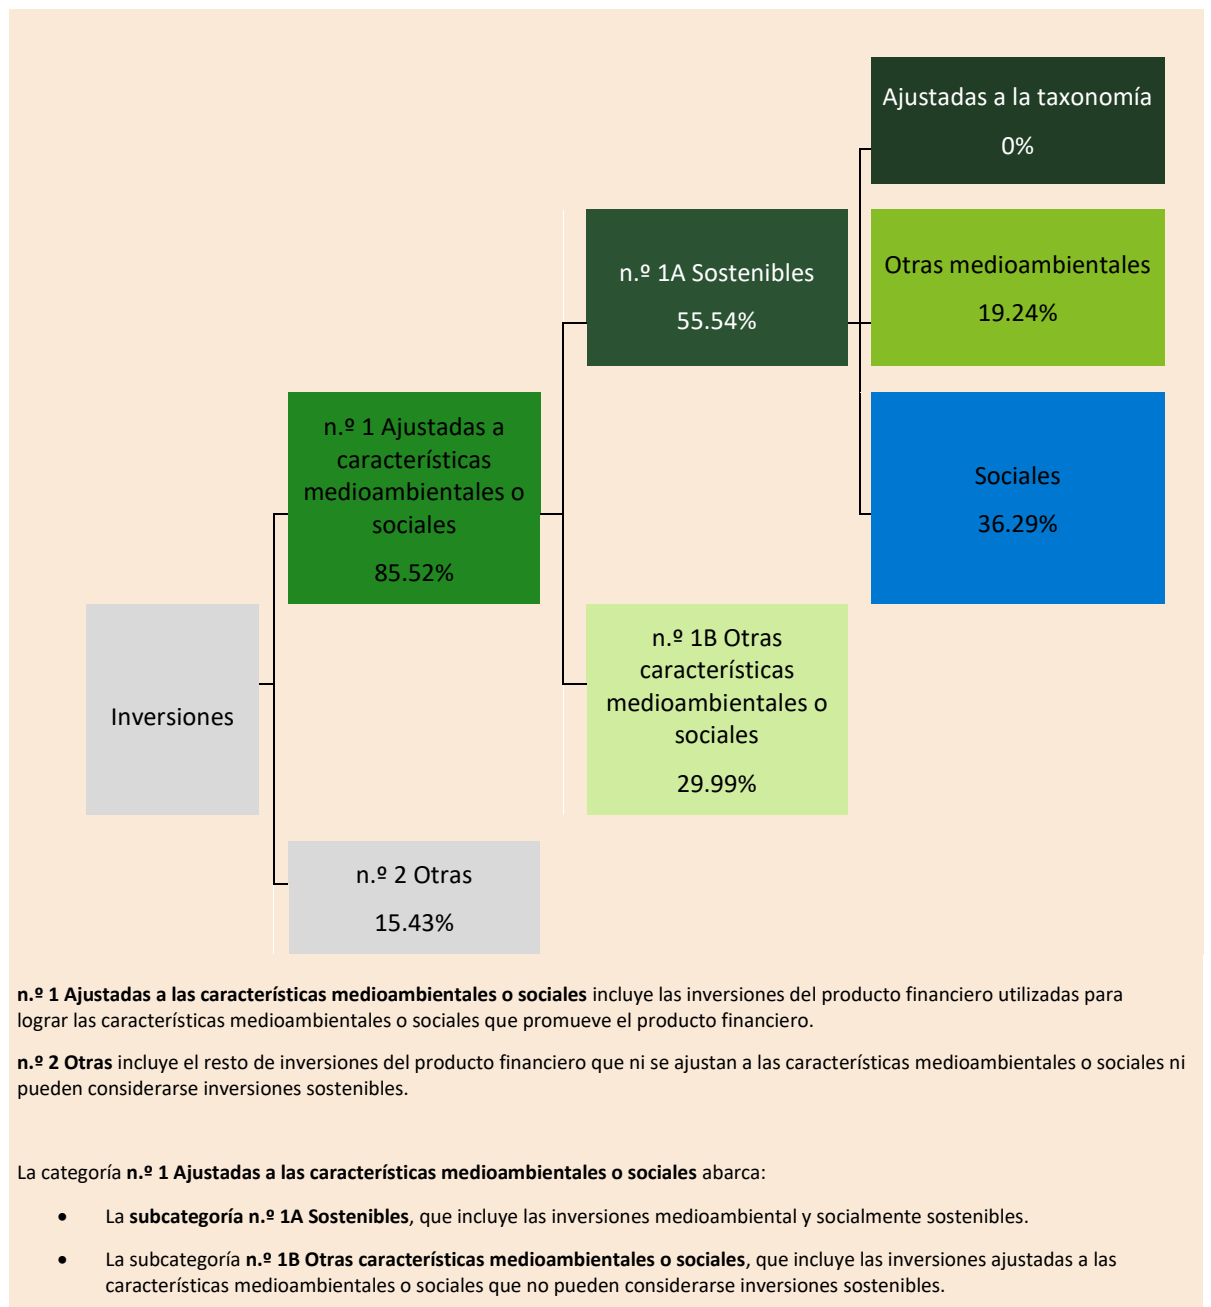 Ajustadas a la taxonomía
0%
n.º 1A Sostenibles
55.54%
Otras medioambientales
19.24%
n.º 1 Ajustadas a
características
medioambientales o
sociales
85.52%
Sociales
36.29%
Inversiones
n.º 1B Otras
características
medioambientales o
sociales
29.99%
n.º 2 Otras
15.43%
n.º 1 Ajustadas a las características medioambientales o sociales incluye las inversiones del producto financiero utilizadas para
lograr las características medioambientales o sociales que promueve el producto financiero.
n.º 2 Otras incluye el resto de inversiones del producto financiero que ni se ajustan a las características medioambientales o sociales ni
pueden considerarse inversiones sostenibles.
La categoría n.º 1 Ajustadas a las características medioambientales o sociales abarca:
• La subcategoría n.º 1A Sostenibles, que incluye las inversiones medioambiental y socialmente sostenibles.
• La subcategoría n.º 1B Otras características medioambientales o sociales, que incluye las inversiones ajustadas a las
características medioambientales o sociales que no pueden considerarse inversiones sostenibles.